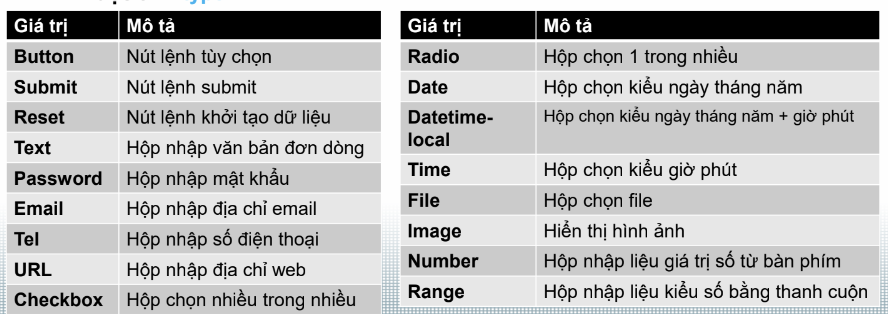 Giá trị Mô tả
Button Nút lệnh tùy chọn
Submit Nút lệnh submit
Reset Nút lệnh khởi tạo dữ liệu
Text Hộp nhập văn bản đơn dòng
Password Hộp nhập mật khẩu
Email Hộp nhập địa chỉ email
Tel Hộp nhập số điện thoại
URL Hộp nhập địa chỉ web
Checkbox Hộp chọn nhiều trong nhiều
Giá trị Mô tả
Radio Hộp chọn 1 trong nhiều
Date Hộp chọn kiểu ngày tháng năm
Datetime- Hộp chọn kiểu ngày tháng năm + giờ phút
local
Time Hộp chọn kiểu giờ phút
File Hộp chọn file
Image Hiển thị hình ảnh
Number Hộp nhập liệu giá trị số từ bàn phím
Range Hộp nhập liệu kiểu số bằng thanh cuộn